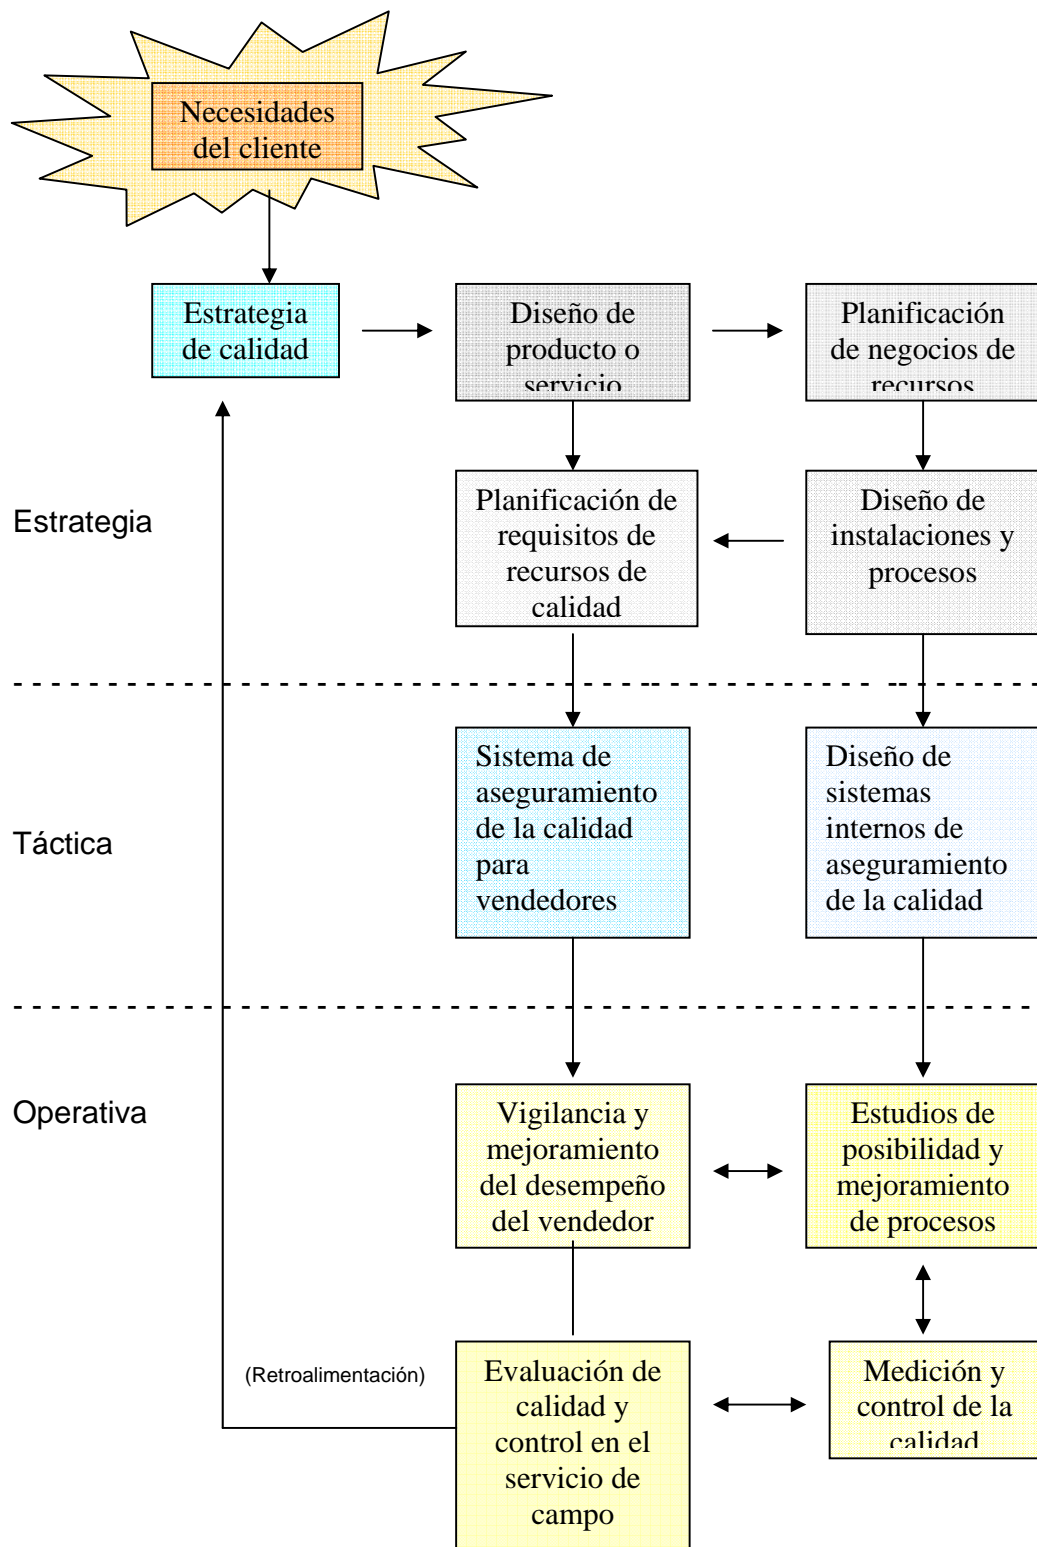 Necesidades
del cliente
Estrategia
de calidad
Diseño de
producto o
servicio
Planificación
de negocios de
recursos
Estrategia
Planificación de
requisitos de
recursos de
calidad
Diseño de
instalaciones y
procesos
Táctica
Sistema de
aseguramiento
de la calidad
para
vendedores
Diseño de
sistemas
internos de
aseguramiento
de la calidad
Operativa
Vigilancia y
mejoramiento
del desempeño
del vendedor
Estudios de
posibilidad y
mejoramiento
de procesos
(Retroalimentación)
Evaluación de
calidad y
control en el
servicio de
campo
Medición y
control de la
calidad